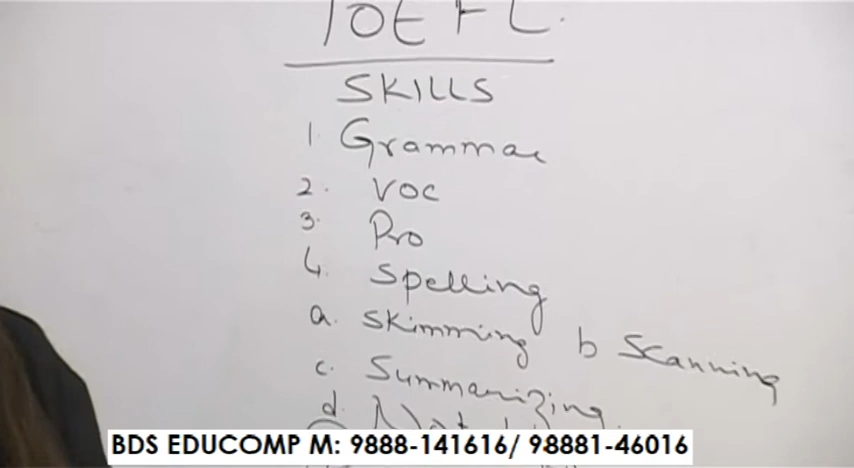 TOEFL.
SKILLS
1 Grammar
2. VOC
3. Pro
4. Spelling
a. Skimming b Scanning
c. Summarizing.
d.
BDS EDUCOMP M: 9888-141616/ 98881-46016